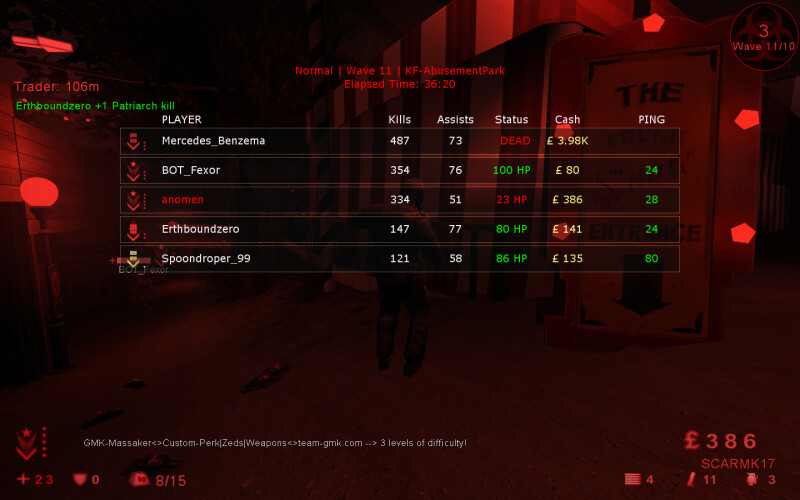 3
Wave 11/10
Normal | Wave 11 | KF-AbusementPark
Elapsed Time: 36:20
Trader: 106m
Erthboundzero +1 Patriarch kill
PLAYER Kills Assists Status Cash PING
Mercedes_Benzema 487 73 DEAD £ 3.98K
BOT_Fexor 354 76 100 HP £ 80 24
anomen 334 51 23 HP £ 386 28
Erthboundzero 147 77 80 HP £ 141 24
Spoondroper_99 121 58 86 HP £ 135 80
BOT_Fexor
THE
ENTRANCE
GMK-Massaker<>Custom-Perk|Zeds|Weapons<>team-gmk.com --> 3 levels of difficulty!
£386
SCARMK17
+ 23 0 8/15 4 11 3